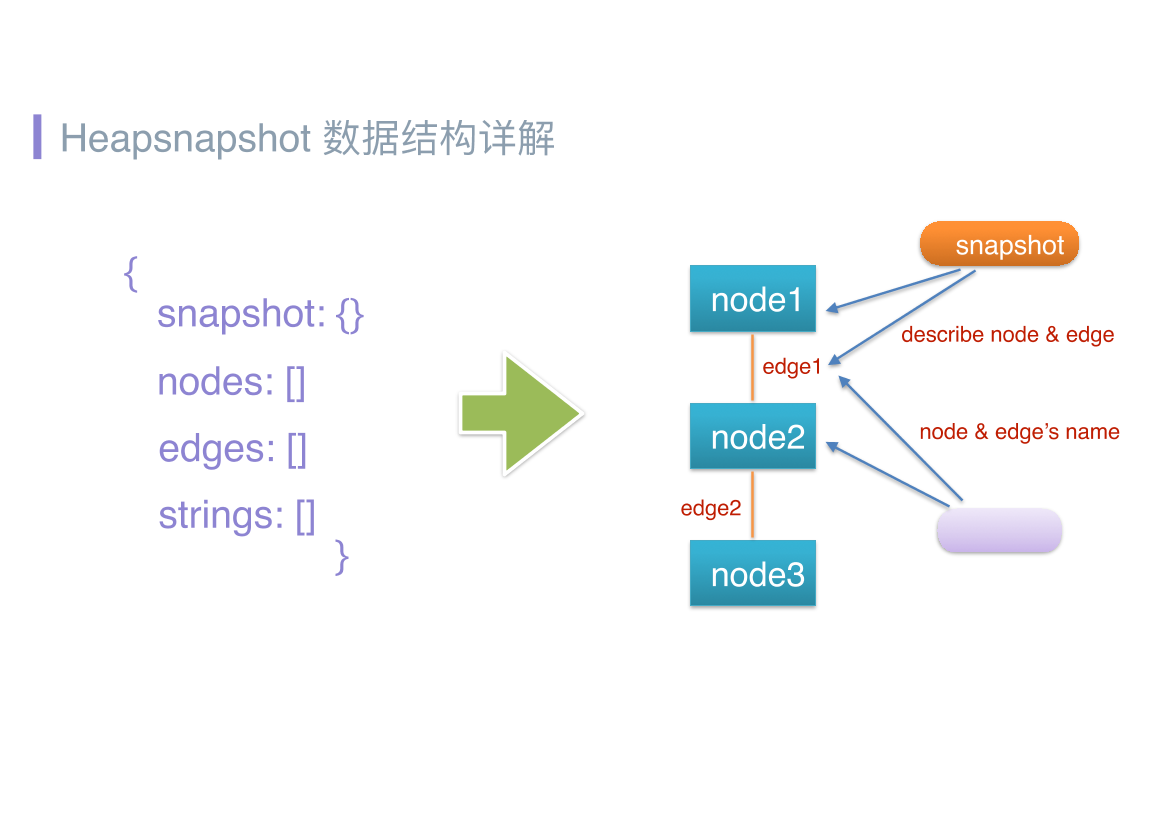 Heapsnapshot 数据结构详解
{
snapshot: {}
nodes: []
edges: []
strings: []
}
snapshot
node1
describe node & edge
edge1
node2
node & edge's name
edge2
node3